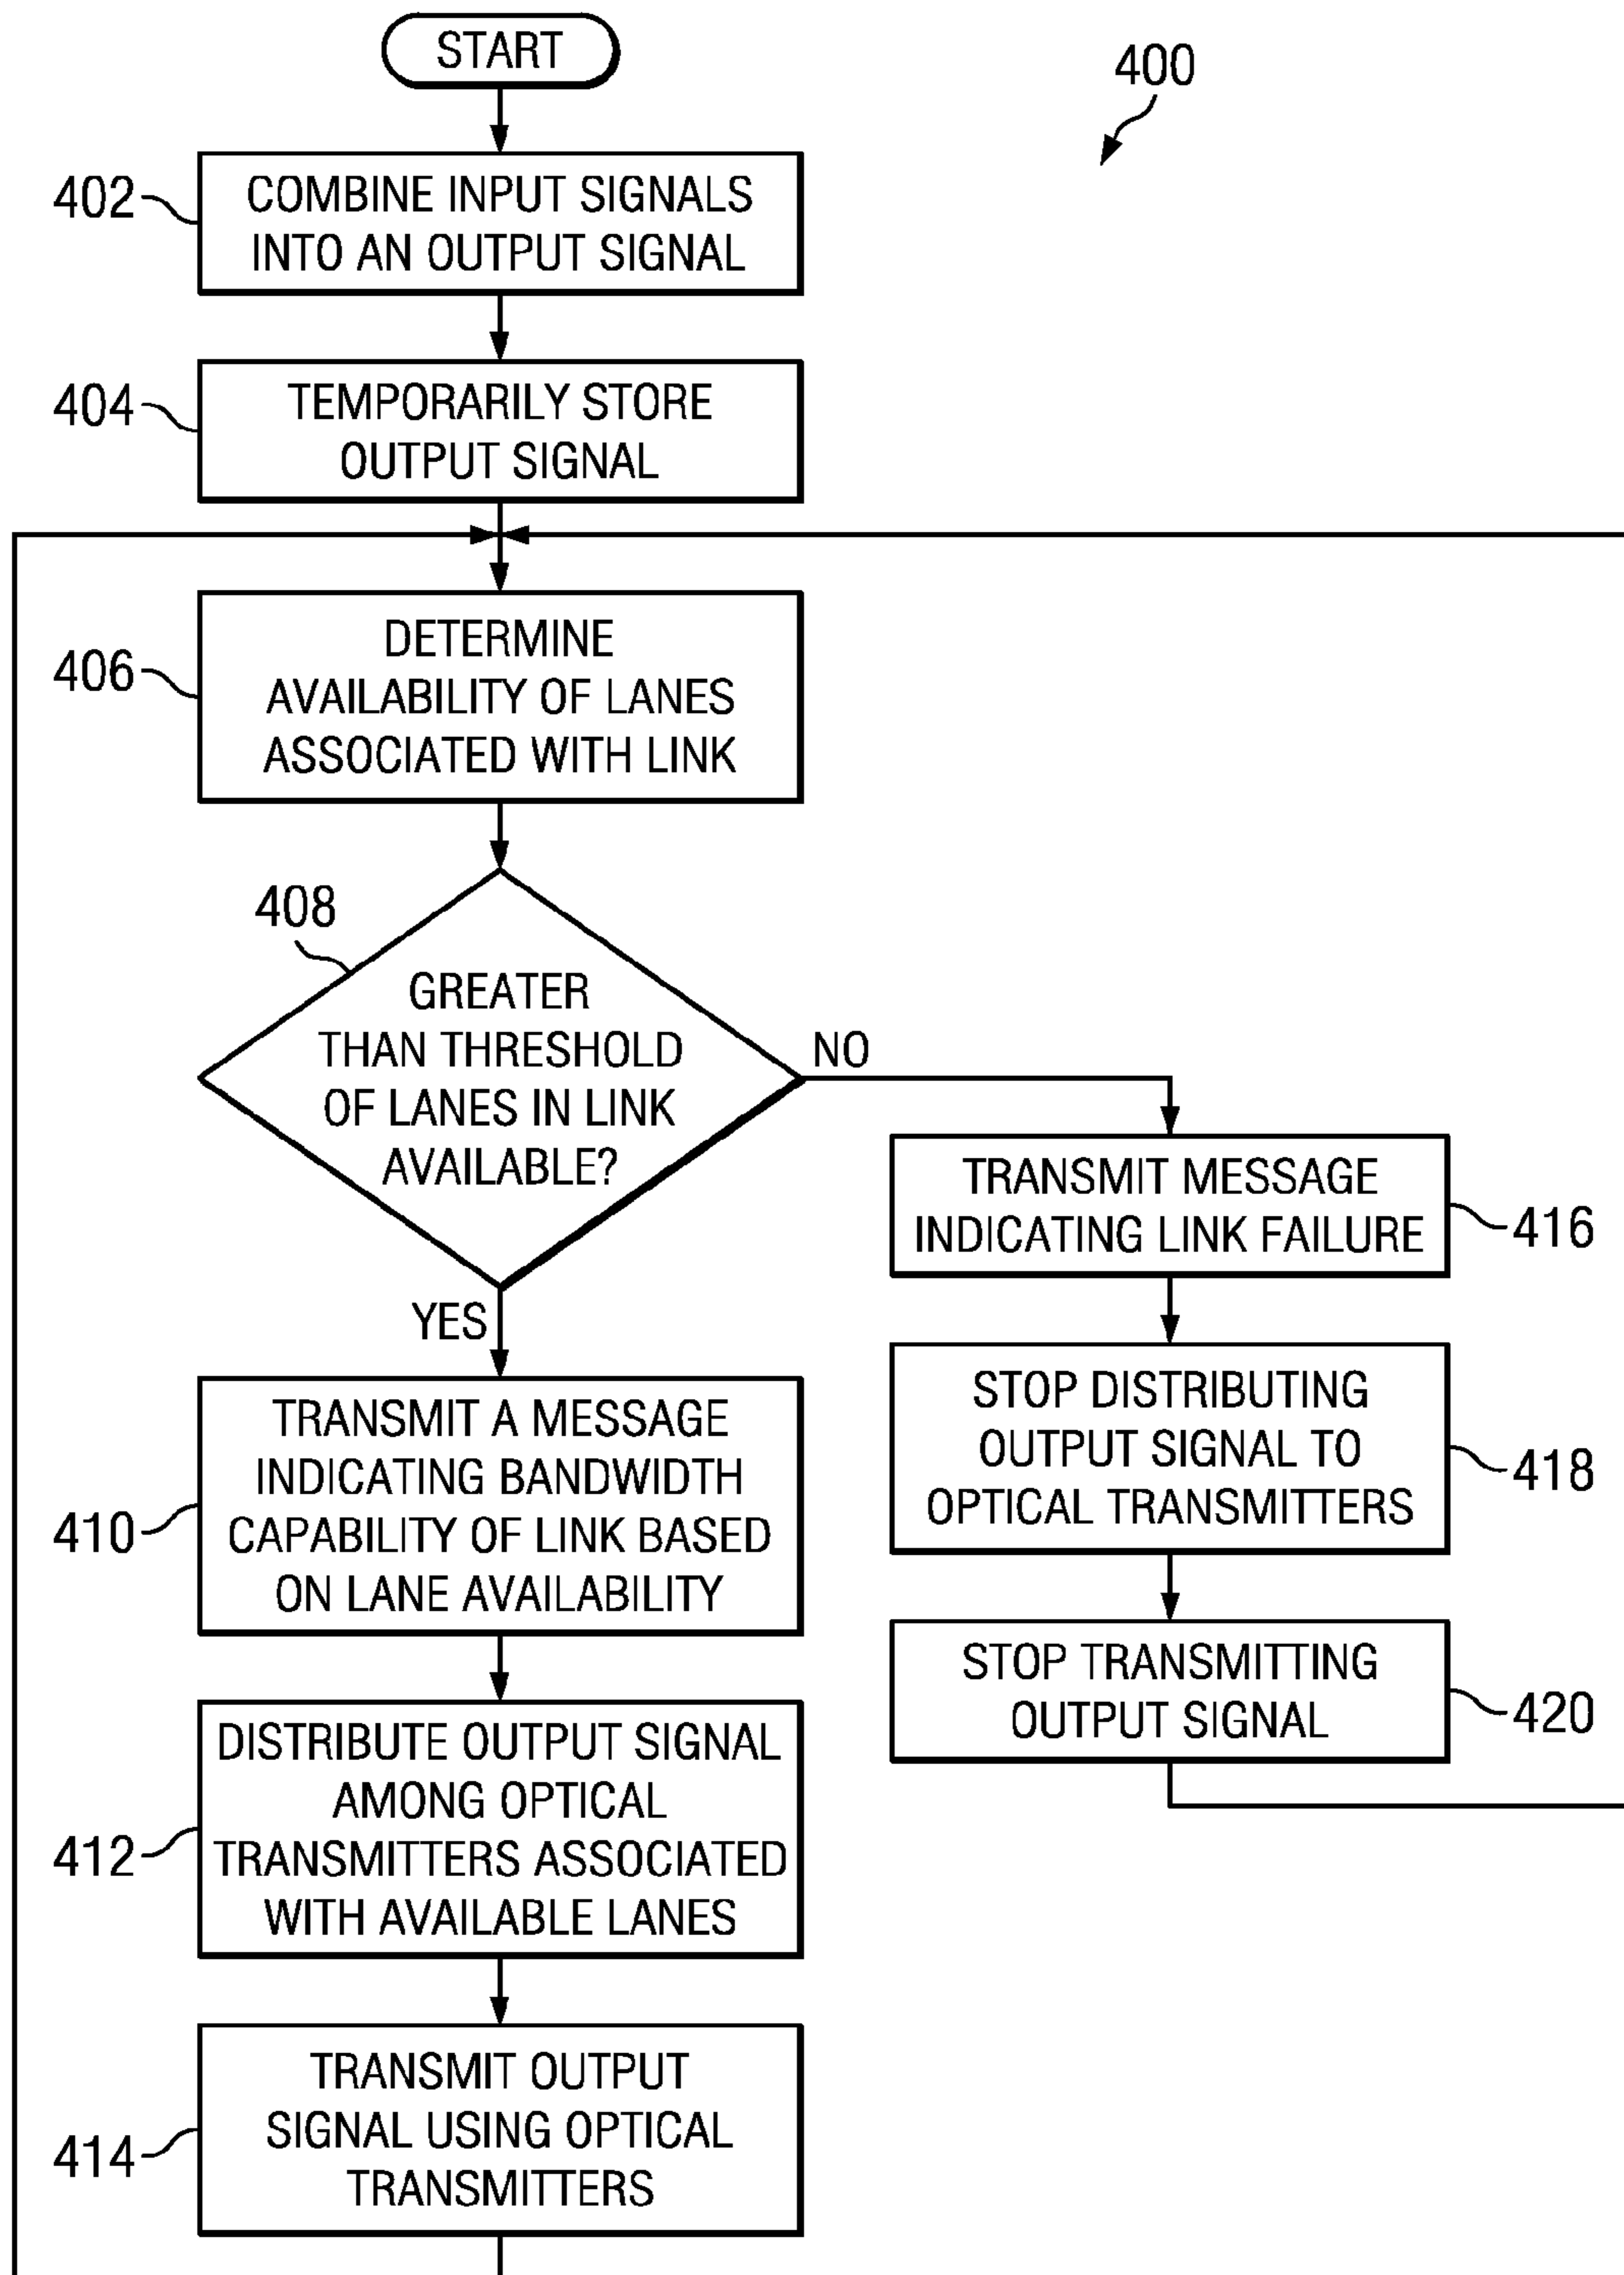 START
400
402
COMBINE INPUT SIGNALS
INTO AN OUTPUT SIGNAL
404
TEMPORARILY STORE
OUTPUT SIGNAL
406
DETERMINE
AVAILABILITY OF LANES
ASSOCIATED WITH LINK
408
GREATER
THAN THRESHOLD
OF LANES IN LINK
AVAILABLE?
NO
YES
410
TRANSMIT A MESSAGE
INDICATING BANDWIDTH
CAPABILITY OF LINK BASED
ON LANE AVAILABILITY
412
DISTRIBUTE OUTPUT SIGNAL
AMONG OPTICAL
TRANSMITTERS ASSOCIATED
WITH AVAILABLE LANES
414
TRANSMIT OUTPUT
SIGNAL USING OPTICAL
TRANSMITTERS
TRANSMIT MESSAGE
INDICATING LINK FAILURE
416
STOP DISTRIBUTING
OUTPUT SIGNAL TO
OPTICAL TRANSMITTERS
418
STOP TRANSMITTING
OUTPUT SIGNAL
420